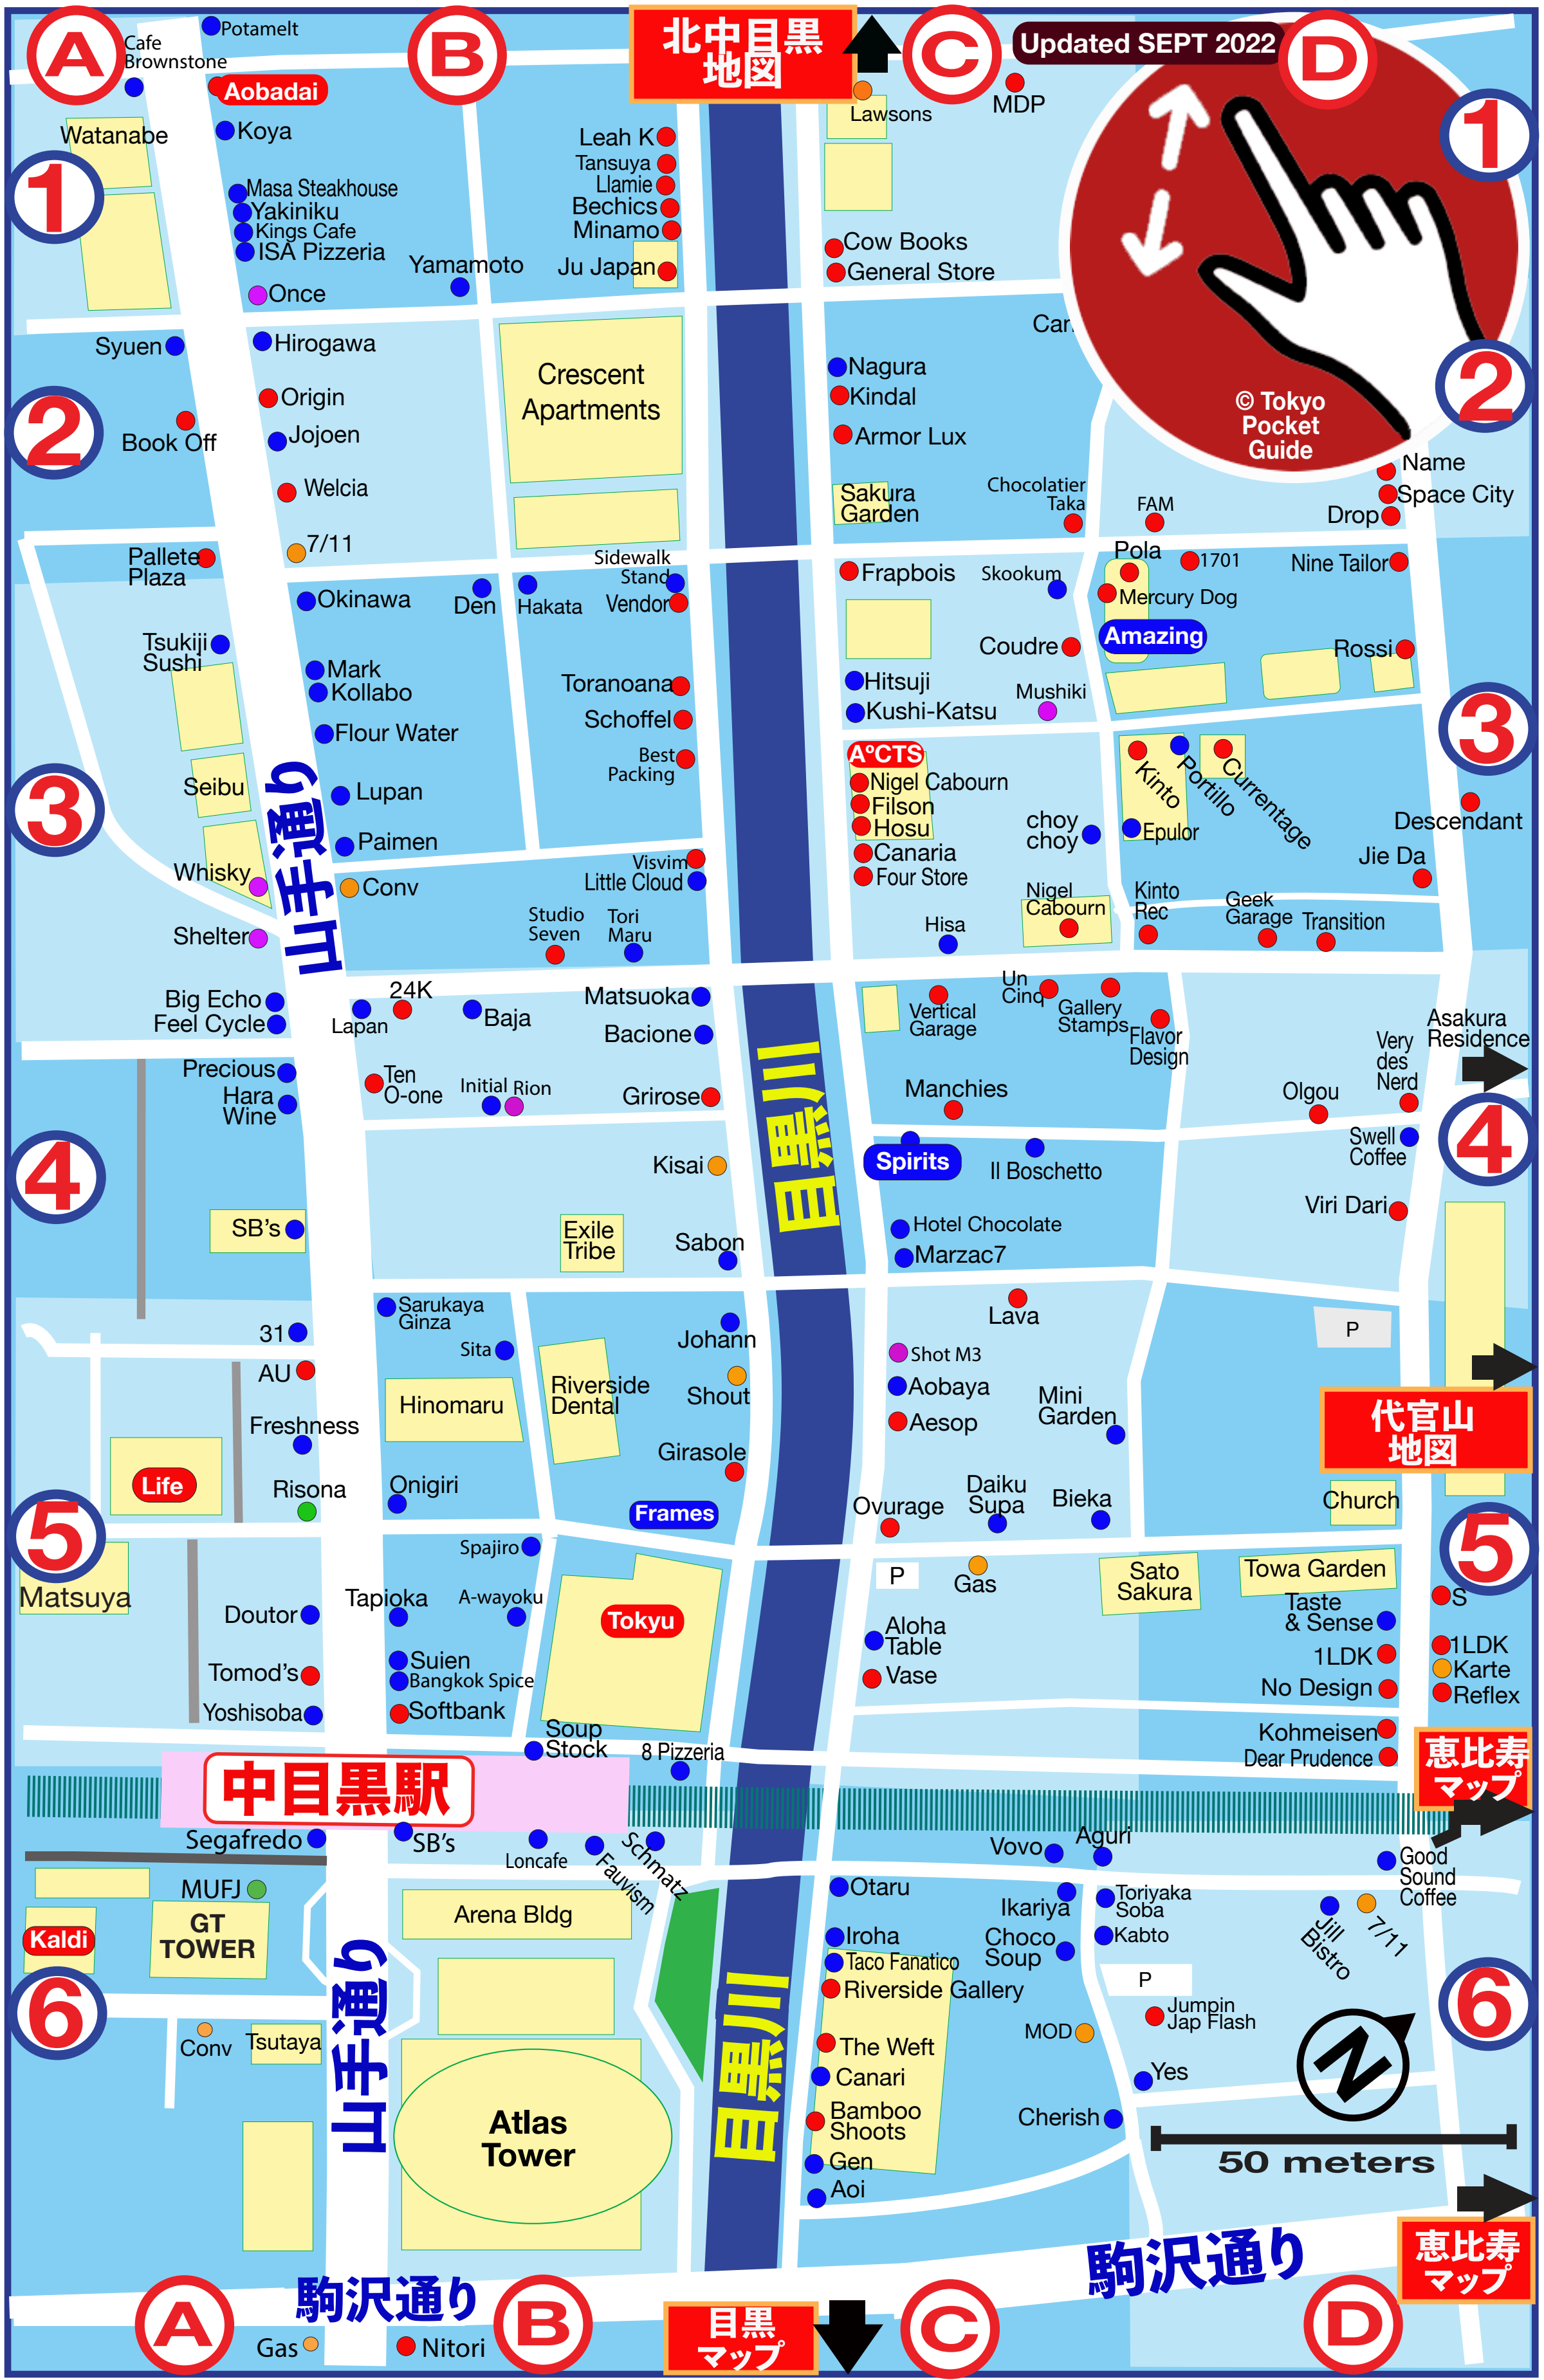 A
B
北中目黒
地図
C
Updated SEPT 2022
D
Potamelt
Cafe
Brownstone
Aobadai
Lawsons
MDP
1
Watanabe
Koya
Leah K
Tansuya
Llamie
Bechics
Minamo
Ju Japan
1
Masa Steakhouse
Yakiniku
Kings Cafe
ISA Pizzeria
Once
Yamamoto
Cow Books
General Store
Syuen
Hirogawa
Crescent
Apartments
Nagura
Kindal
Armor Lux
2
© Tokyo
Pocket
Guide
2
Origin
Book Off
Jojoen
Welcia
Sakura
Garden
Chocolatier
Taka
FAM
Name
Space City
Drop
7/11
Pallete
Plaza
Sidewalk
Stand
Vendor
Frapbois
Skookum
Pola
1701
Nine Tailor
Mercury Dog
Okinawa
Den
Hakata
Amazing
Tsukiji
Sushi
Coudre
Rossi
Mark
Kollabo
Toranoana
Hitsuji
Mushiki
Flour Water
Schoffel
Kushi-Katsu
3
Best
Packing
A°CTS
Nigel Cabourn
Filson
Hosu
Canaria
Four Store
Kinto
Portillo
Currentage
Seibu
Lupan
3
choy
choy
Epulor
Descendant
Paimen
Jie Da
Whisky
Conv
Visvim
Little Cloud
山手通り
Studio
Seven
Tori
Maru
Hisa
Nigel
Cabourn
Kinto
Rec
Geek
Garage
Transition
Shelter
Big Echo
Feel Cycle
Lapan
24K
Baja
Matsuoka
Bacione
Vertical
Garage
Un
Cinq
Gallery
Stamps
Flavor
Design
Asakura
Residence
Very
des
Nerd
Precious
Hara
Wine
Ten
O-one
Initial
Rion
Grirose
目黒川
Manchies
Olgou
4
4
Kisai
Spirits
Il Boschetto
Swell
Coffee
SB’s
Exile
Tribe
Sabon
Hotel Chocolate
Marzac7
Viri Dari
Sarukaya
Ginza
31
Sita
Johann
Lava
P
AU
Shot M3
Hinomaru
Riverside
Dental
Shout
Aobaya
Mini
Garden
代官山
地図
Freshness
Aesop
Girasole
Life
Risona
Onigiri
Frames
Ovurage
Daiku
Supa
Bieka
Church
5
5
Spajiro
P
Gas
Sato
Sakura
Towa Garden
Matsuya
Doutor
Tapioka
A-wayoku
Tokyu
Aloha
Table
Taste
& Sense
S
Tomod’s
Suien
Bangkok Spice
Vase
1LDK
1LDK
Karte
Yoshisoba
Softbank
No Design
Reflex
Soup
Stock
8 Pizzeria
Kohmeisen
Dear Prudence
恵比寿
マップ
中目黒駅
Segafredo
SB’s
Loncafe
Fauvism
Schmatz
Vovo
Aguri
Good
Sound
Coffee
MUFJ
Otaru
Ikariya
Toriyaka
Soba
Jill
Bistro
7/11
Kaldi
GT
TOWER
Arena Bldg
Iroha
Taco Fanatico
Riverside Gallery
Choco
Soup
Kabto
P
6
山手通り
目黒川
6
Conv
Tsutaya
The Weft
MOD
Jumpin
Jap Flash
N
Canari
Yes
Atlas
Tower
Bamboo
Shoots
Cherish
50 meters
Gen
Aoi
駒沢通り
恵比寿
マップ
A
駒沢通り
B
目黒
マップ
C
D
Gas
Nitori